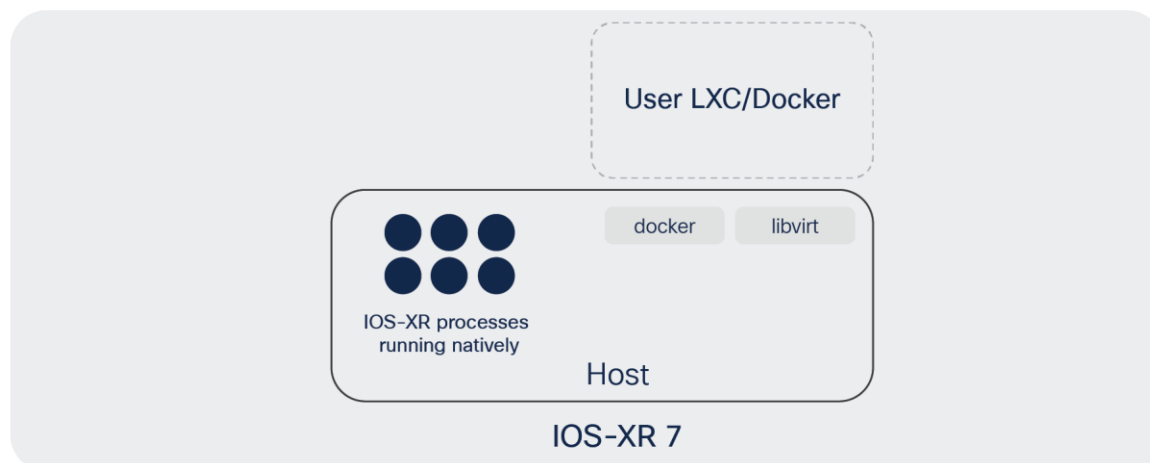 User LXC/Docker
docker
libvirt
IOS-XR processes
running natively
Host
IOS-XR 7